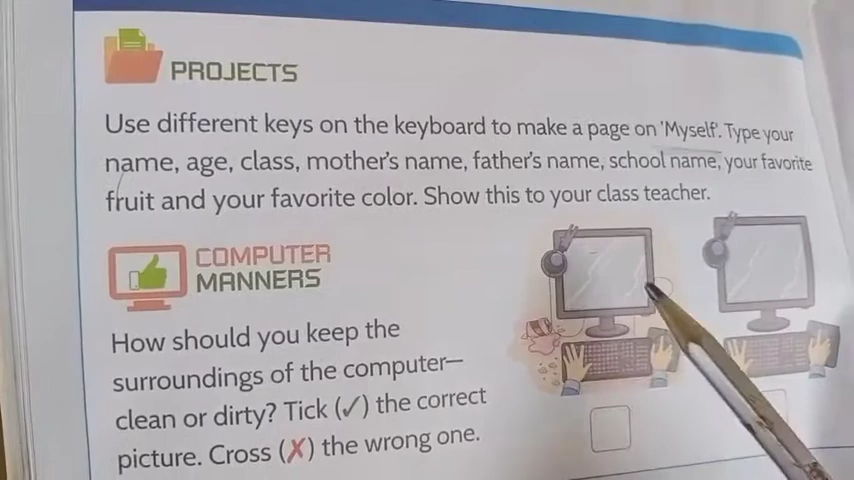 PROJECTS
Use different keys on the keyboard to make a page on 'Myself'. Type your
name, age, class, mother's name, father's name, school name, your favorite
fruit and your favorite color. Show this to your class teacher.
COMPUTER
MANNERS
How should you keep the
surroundings of the computer—
clean or dirty? Tick (✓) the correct
picture. Cross (✗) the wrong one.